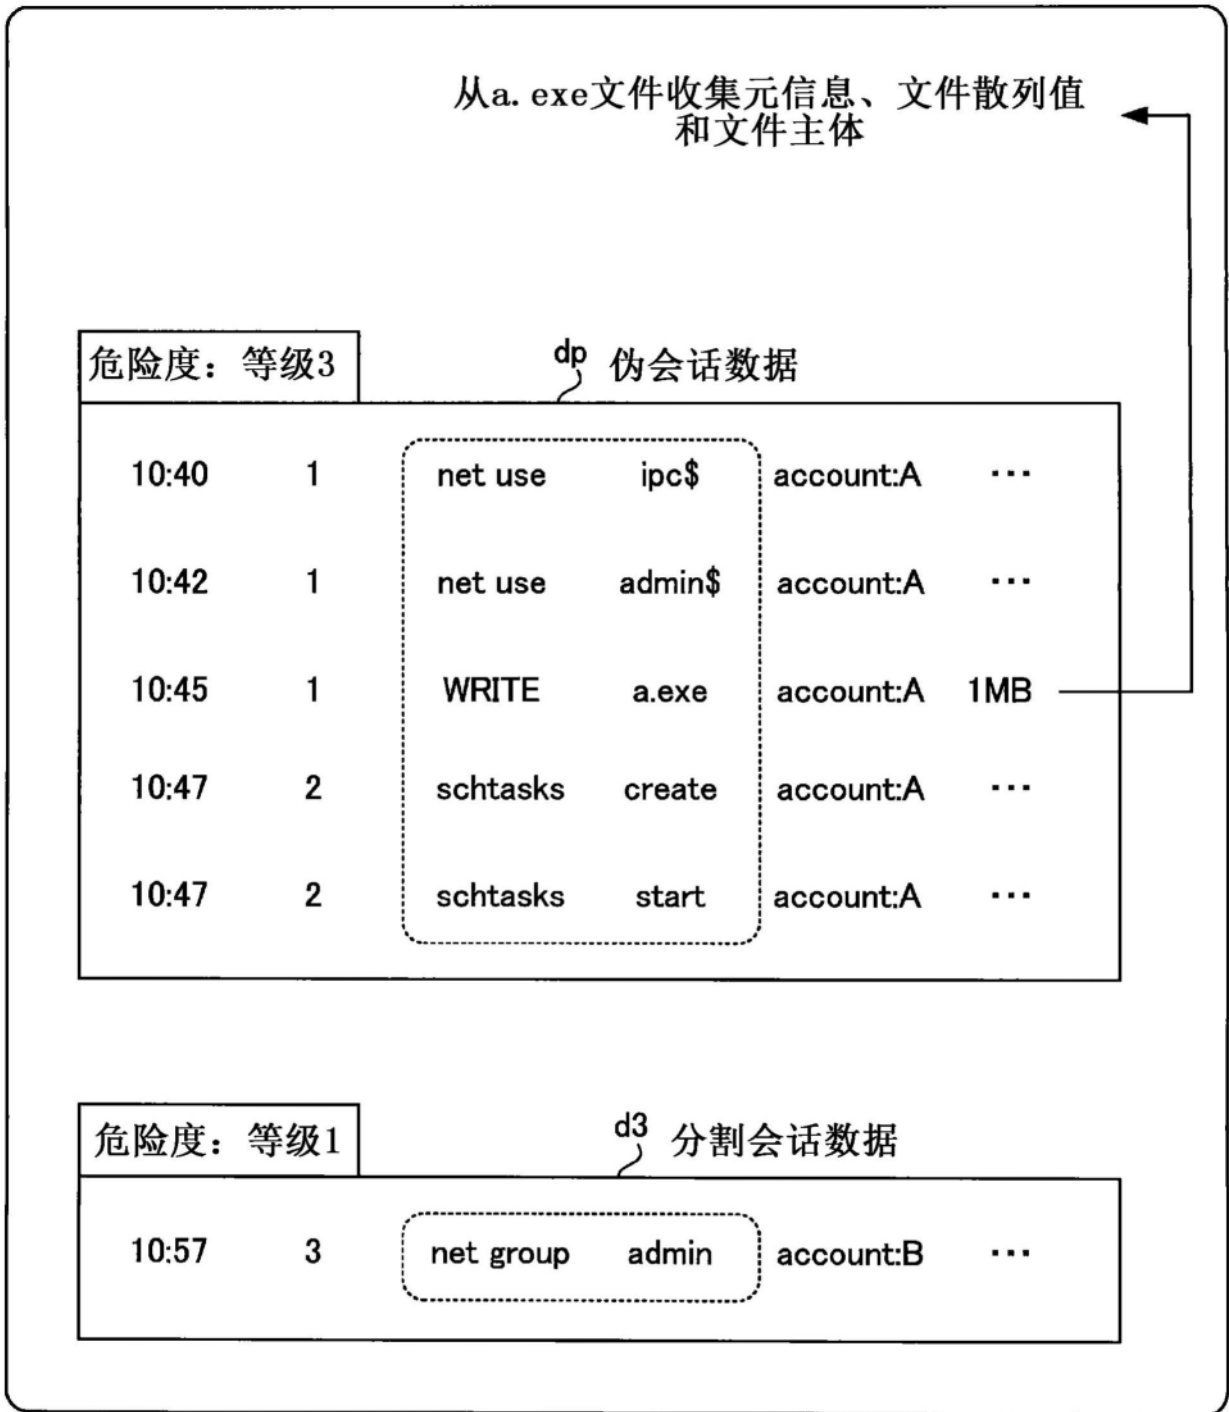 从a.exe文件收集元信息、文件散列值
和文件主体
危险度：等级3
dp 伪会话数据
10:40 1 net use ipc$ account:A ･･･
10:42 1 net use admin$ account:A ･･･
10:45 1 WRITE a.exe account:A 1MB
10:47 2 schtasks create account:A ･･･
10:47 2 schtasks start account:A ･･･
危险度：等级1
d3 分割会话数据
10:57 3 net group admin account:B ･･･